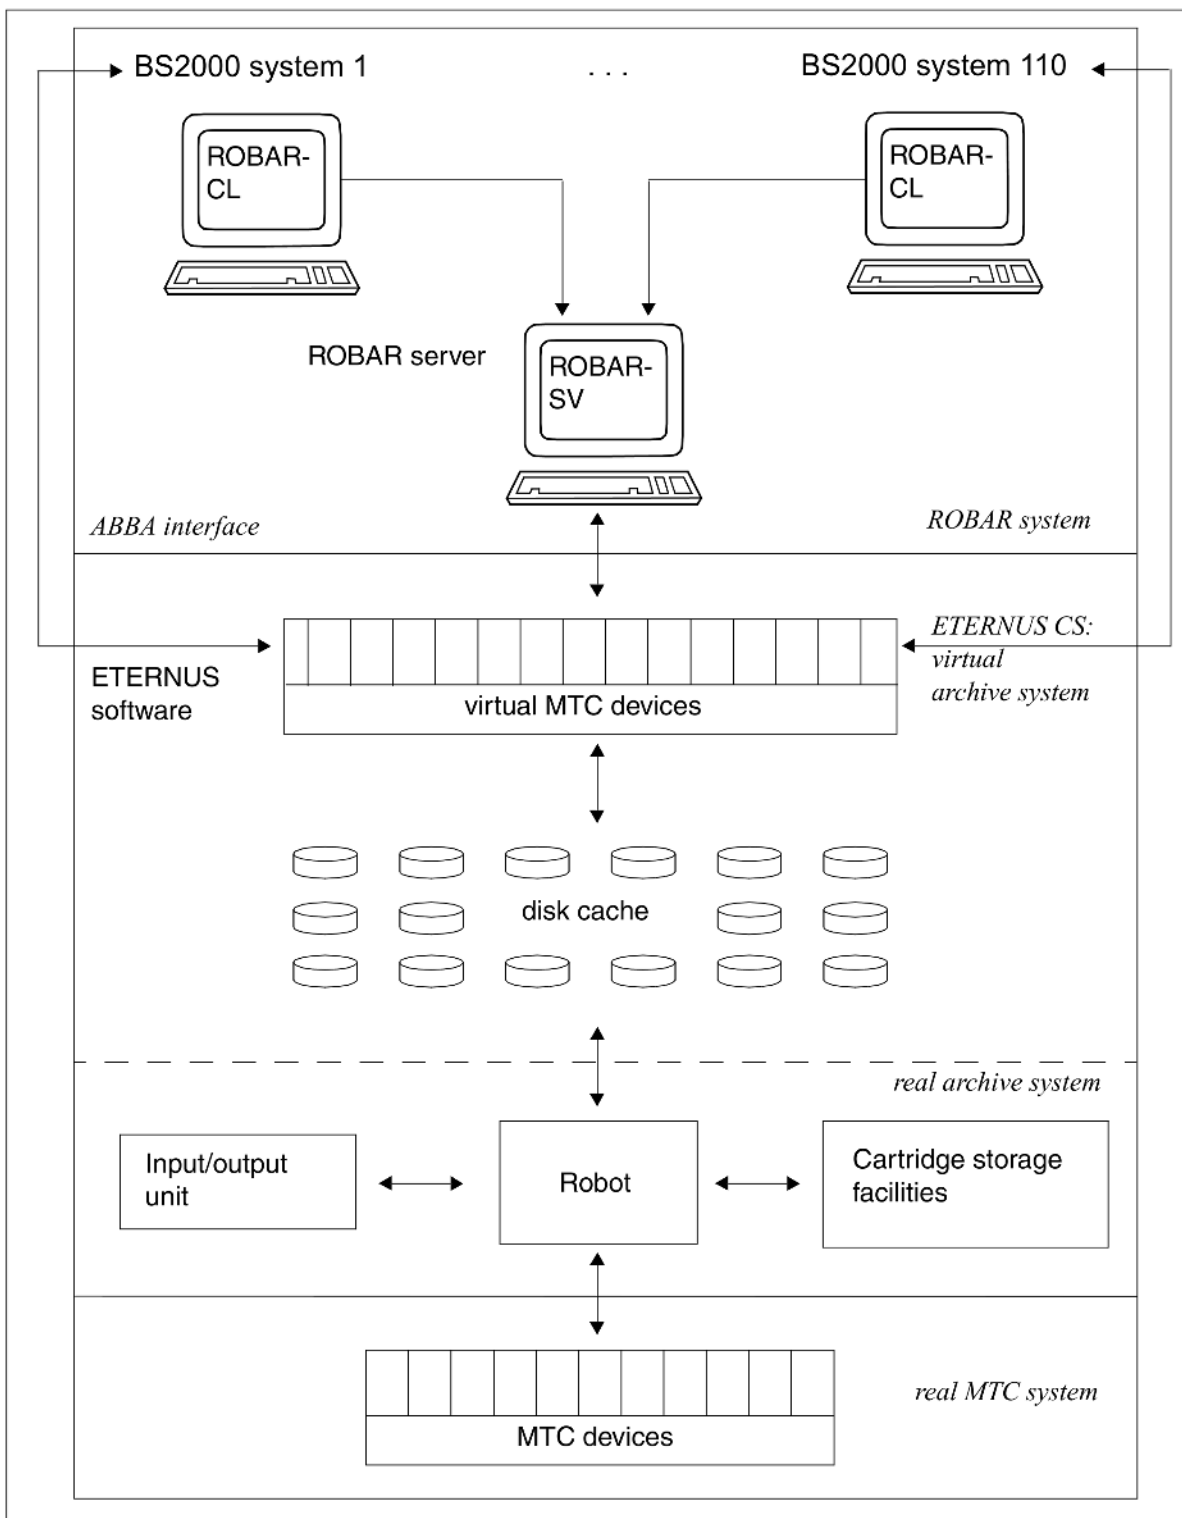 BS2000 system 1
. . .
BS2000 system 110
ROBAR-
CL
ROBAR-
CL
ROBAR server
ROBAR-
SV
ABBA interface
ROBAR system
ETERNUS CS:
virtual
archive system
ETERNUS
software
virtual MTC devices
disk cache
real archive system
Input/output
unit
Robot
Cartridge storage
facilities
real MTC system
MTC devices